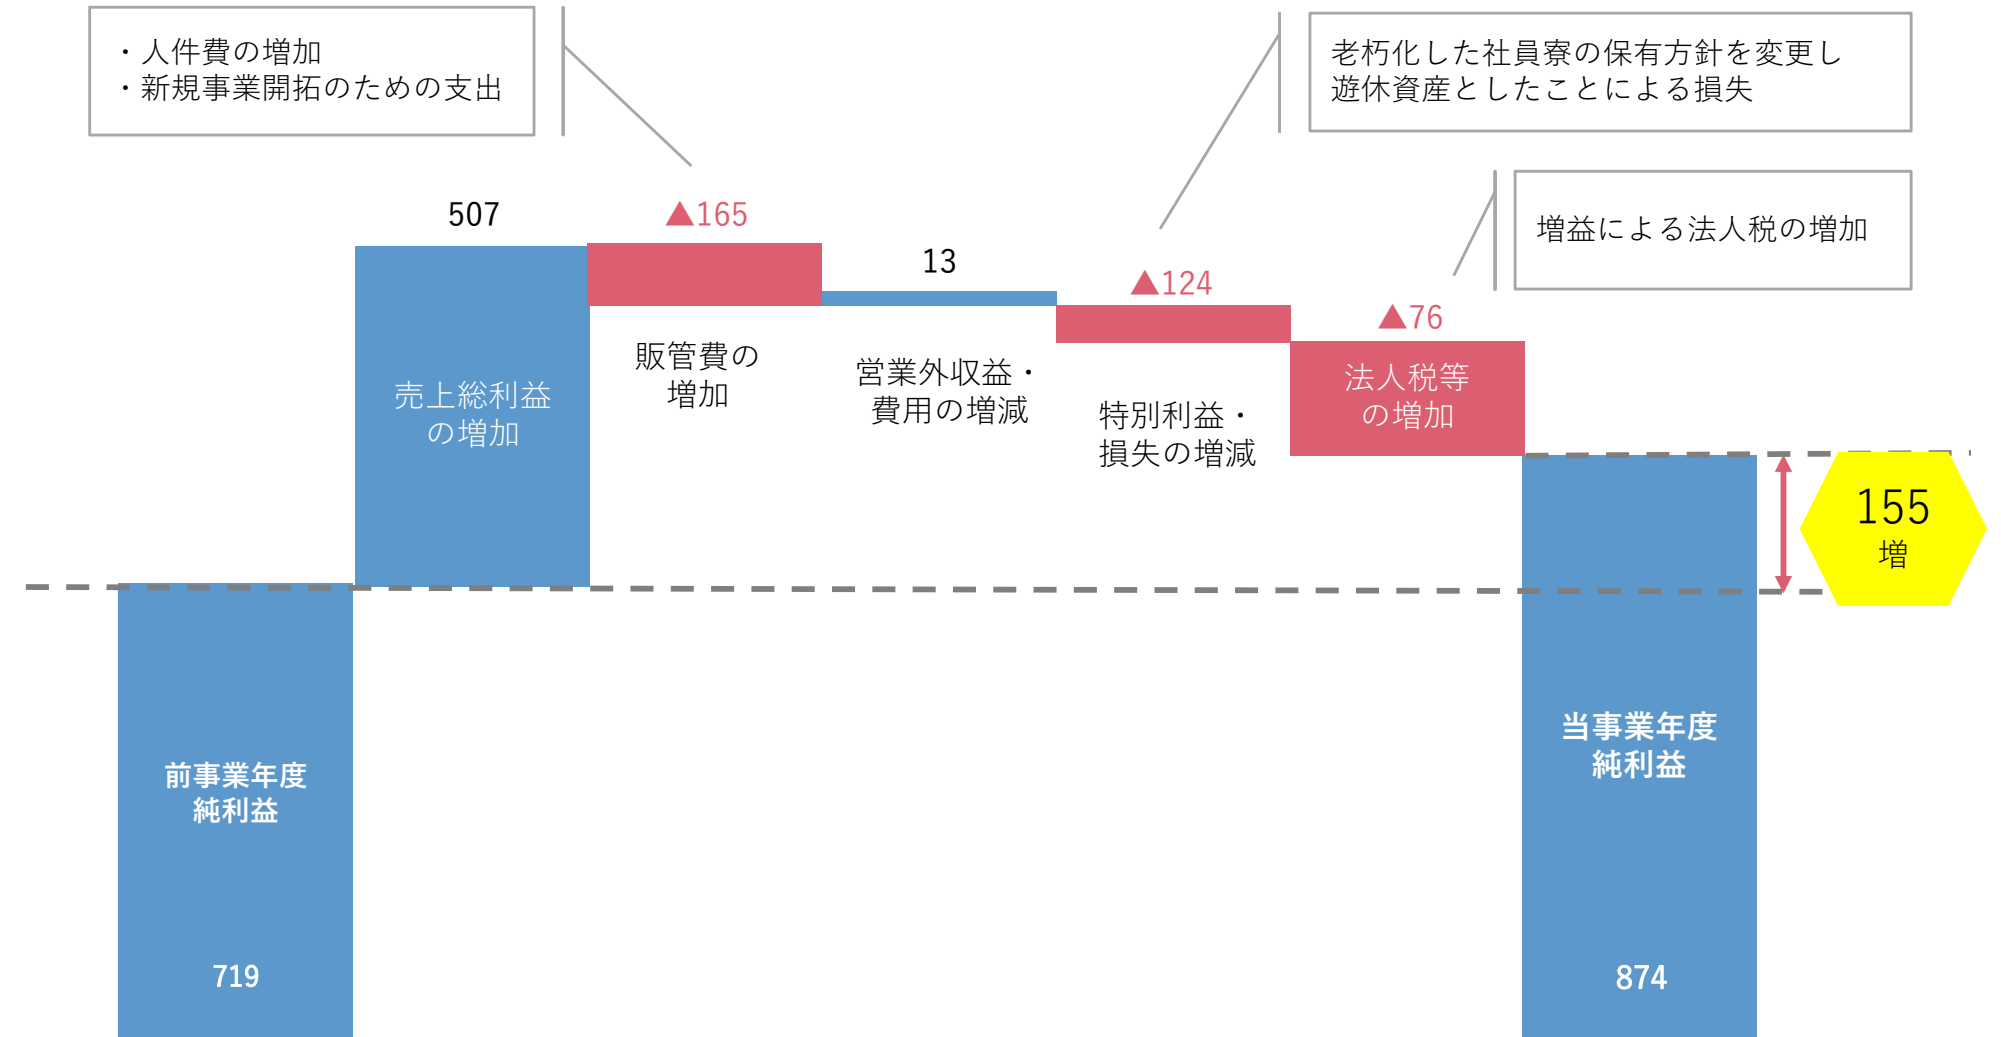 ・人件費の増加
・新規事業開拓のための支出
老朽化した社員寮の保有方針を変更し
遊休資産としたことによる損失
増益による法人税の増加
507
▲165
13
▲124
▲76
売上総利益
の増加
販管費の
増加
営業外収益・
費用の増減
特別利益・
損失の増減
法人税等
の増加
155
増
前事業年度
純利益
719
当事業年度
純利益
874